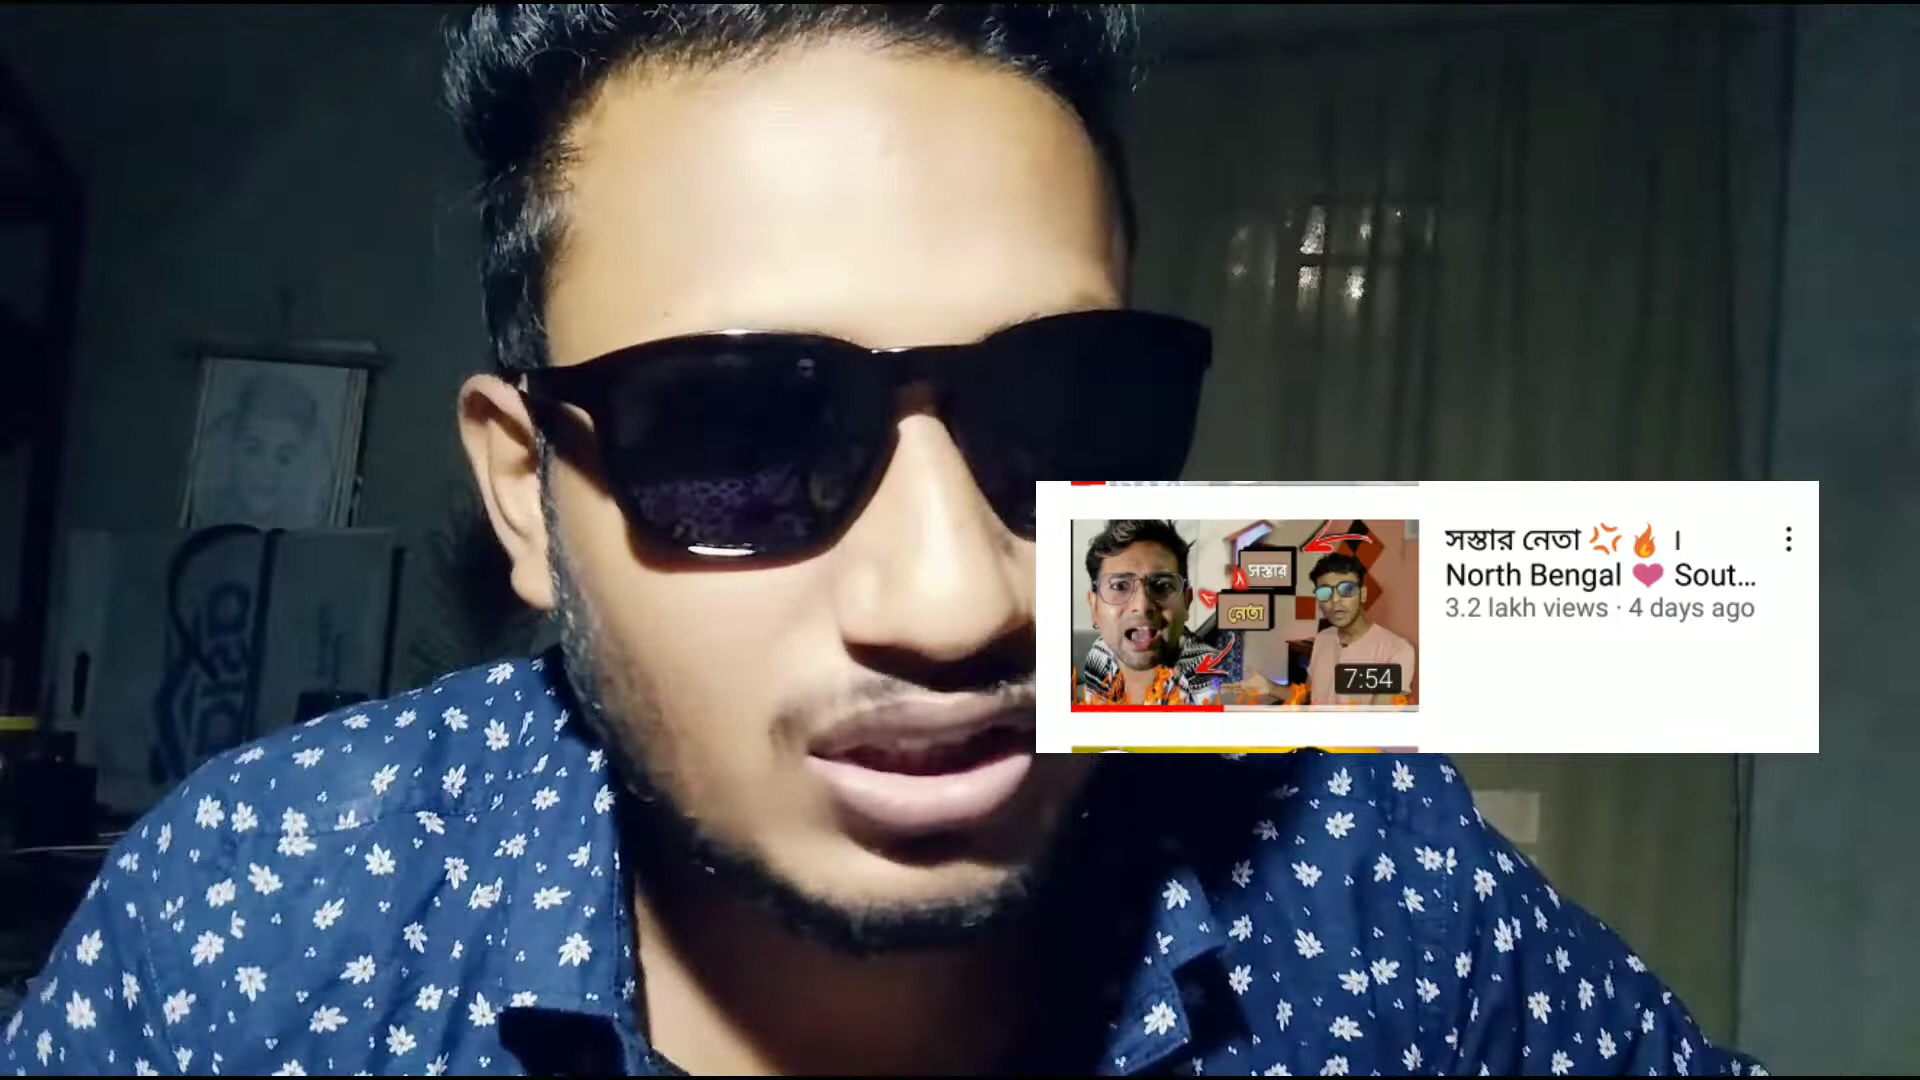 সস্তার
নেতা
7:54
সস্তার নেতা 💢🔥 ।
North Bengal 💗 Sout...
3.2 lakh views · 4 days ago